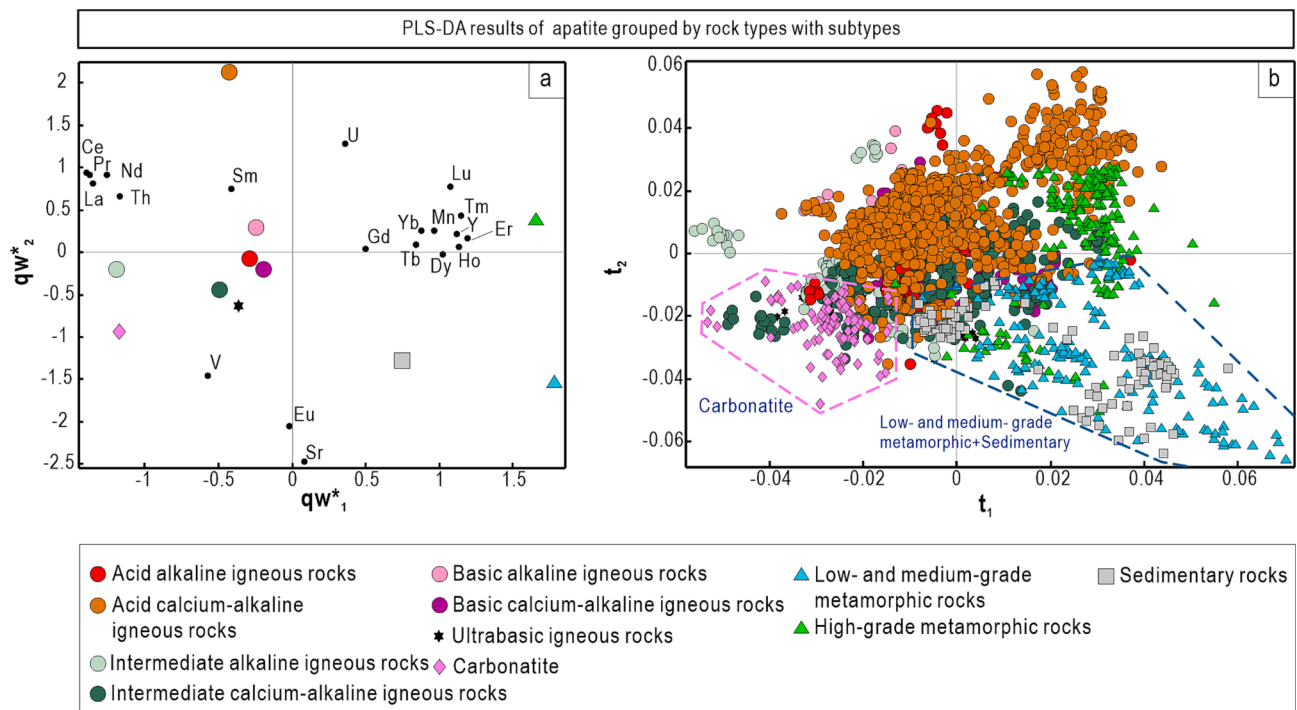 PLS-DA results of apatite grouped by rock types with subtypes
a
2
1.5
1
0.5
0
-0.5
-1
-1.5
-2
-2.5
qw*2
-1
-0.5
0
0.5
1
1.5
qw*1
Ce
Pr
Nd
La
Th
Sm
U
Lu
Tm
Yb
Mn
Y
Er
Gd
Tb
Dy
Ho
V
Eu
Sr
b
0.06
0.04
0.02
0
-0.02
-0.04
-0.06
t2
-0.04
-0.02
0
0.02
0.04
0.06
t1
Carbonatite
Low- and medium- grade
metamorphic+Sedimentary
Acid alkaline igneous rocks
Acid calcium-alkaline
igneous rocks
Intermediate alkaline igneous rocks
Intermediate calcium-alkaline igneous rocks
Basic alkaline igneous rocks
Basic calcium-alkaline igneous rocks
Ultrabasic igneous rocks
Carbonatite
Low- and medium-grade
metamorphic rocks
High-grade metamorphic rocks
Sedimentary rocks